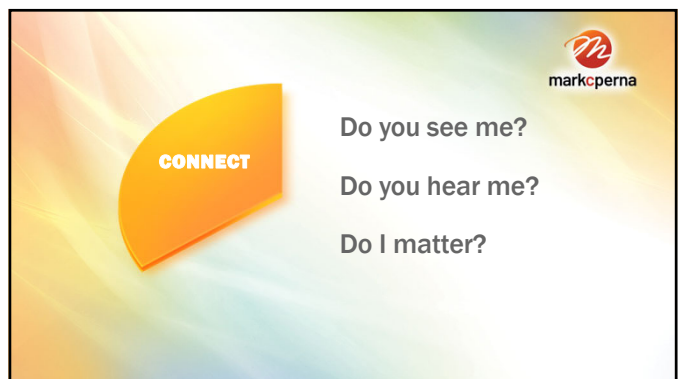 markcperna
CONNECT
Do you see me?
Do you hear me?
Do I matter?